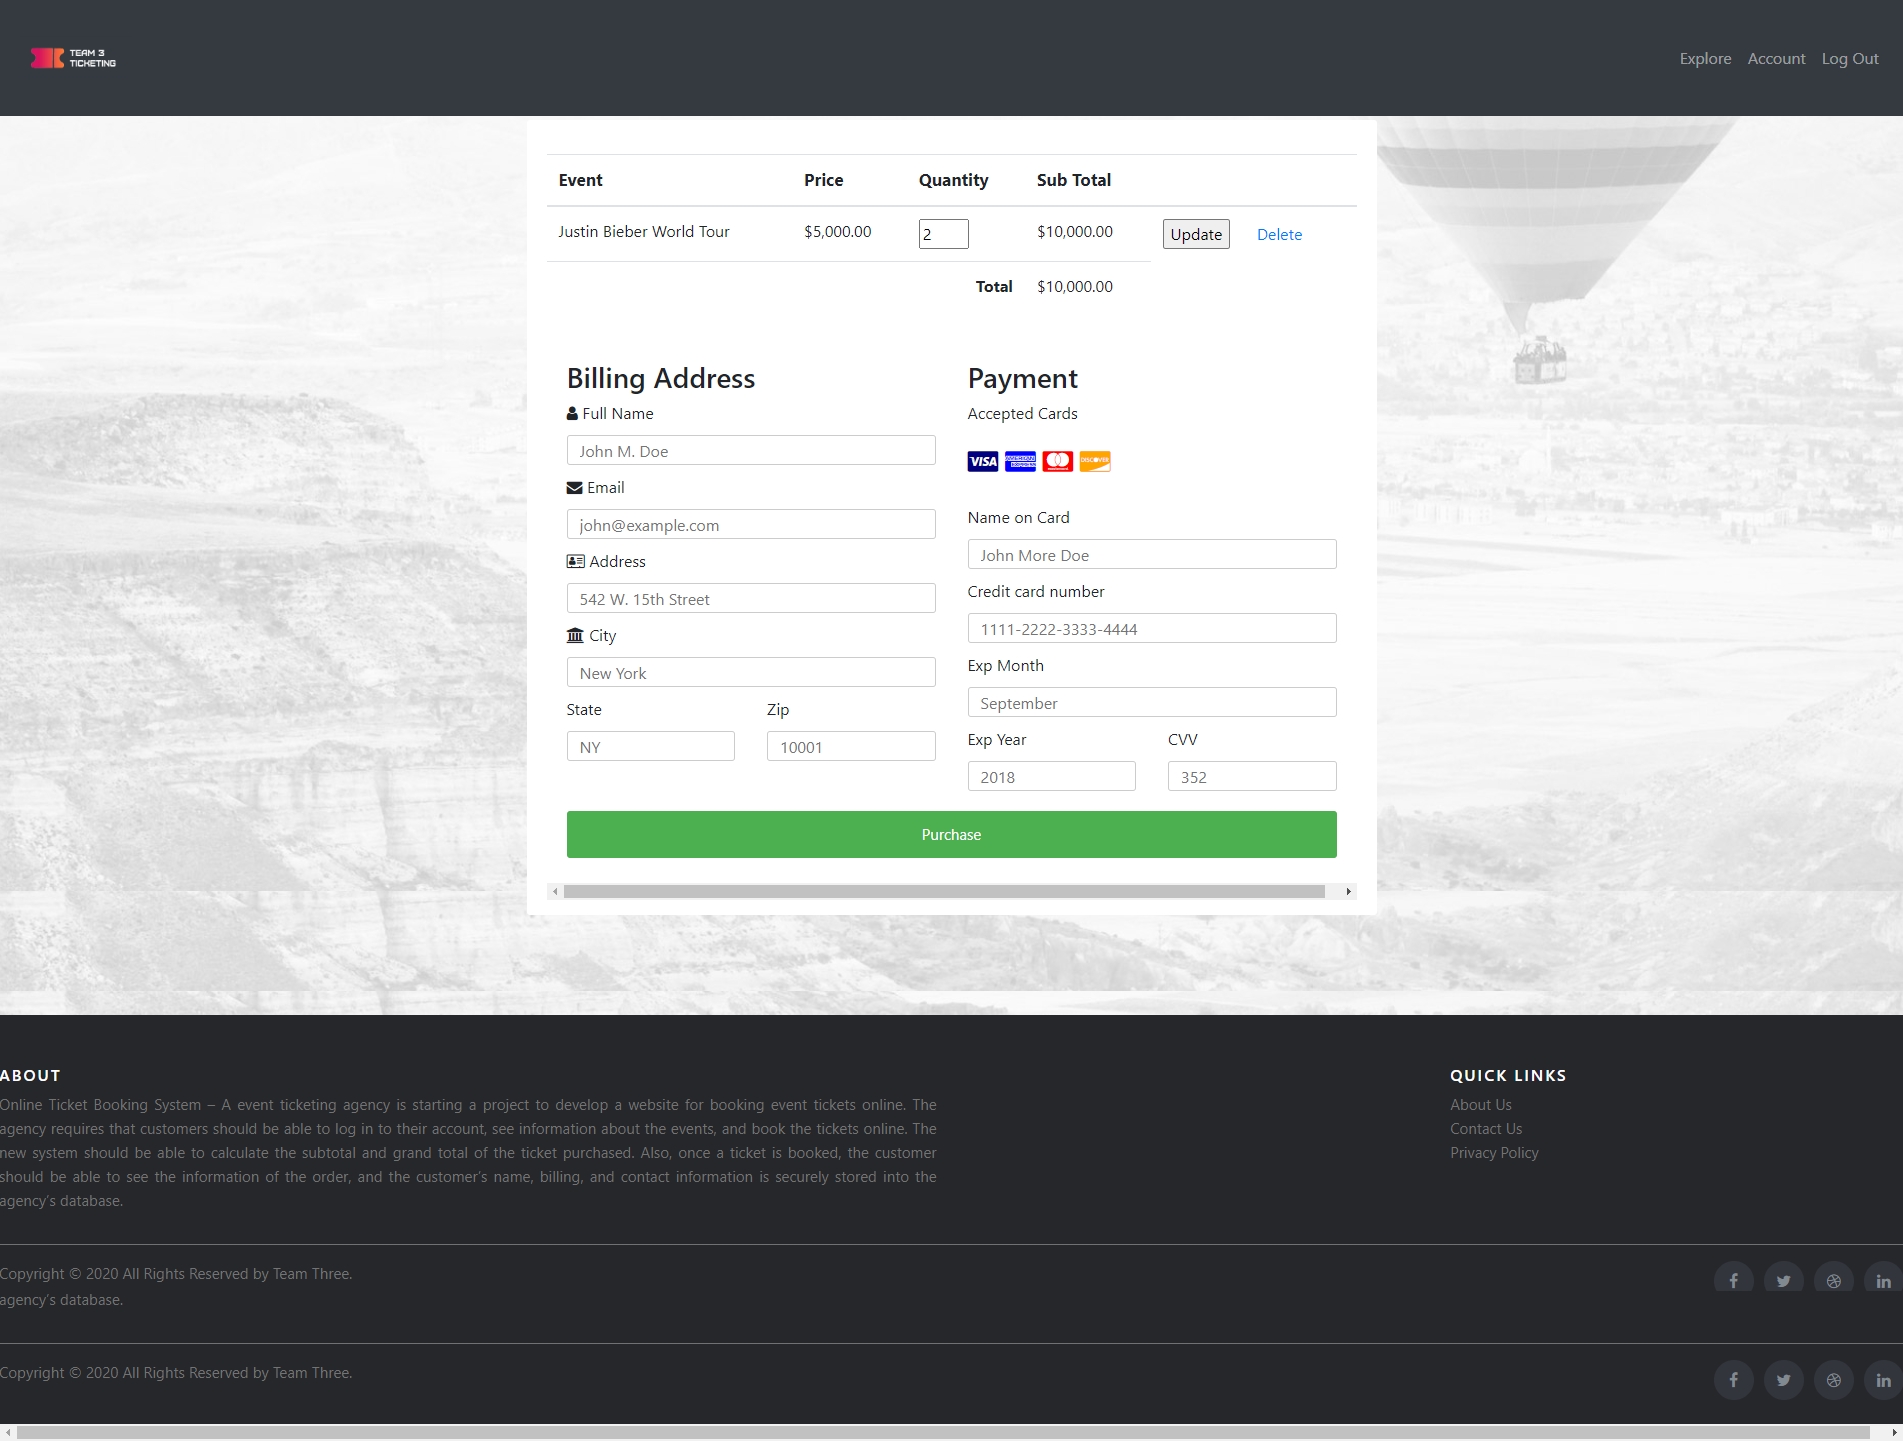 TEAM 3
TICKETING
Explore Account Log Out
Event Price Quantity Sub Total
Justin Bieber World Tour $5,000.00 2 $10,000.00 Update Delete
Total $10,000.00
Billing Address
Full Name
John M. Doe
Email
john@example.com
Address
542 W. 15th Street
City
New York
State Zip
NY 10001
Payment
Accepted Cards
VISA AMERICAN EXPRESS DISCOVER
Name on Card
John More Doe
Credit card number
1111-2222-3333-4444
Exp Month
September
Exp Year CVV
2018 352
Purchase
ABOUT
Online Ticket Booking System – A event ticketing agency is starting a project to develop a website for booking event tickets online. The
agency requires that customers should be able to log in to their account, see information about the events, and book the tickets online. The
new system should be able to calculate the subtotal and grand total of the ticket purchased. Also, once a ticket is booked, the customer
should be able to see the information of the order, and the customer’s name, billing, and contact information is securely stored into the
agency’s database.
QUICK LINKS
About Us
Contact Us
Privacy Policy
Copyright © 2020 All Rights Reserved by Team Three.
agency’s database.
Copyright © 2020 All Rights Reserved by Team Three.